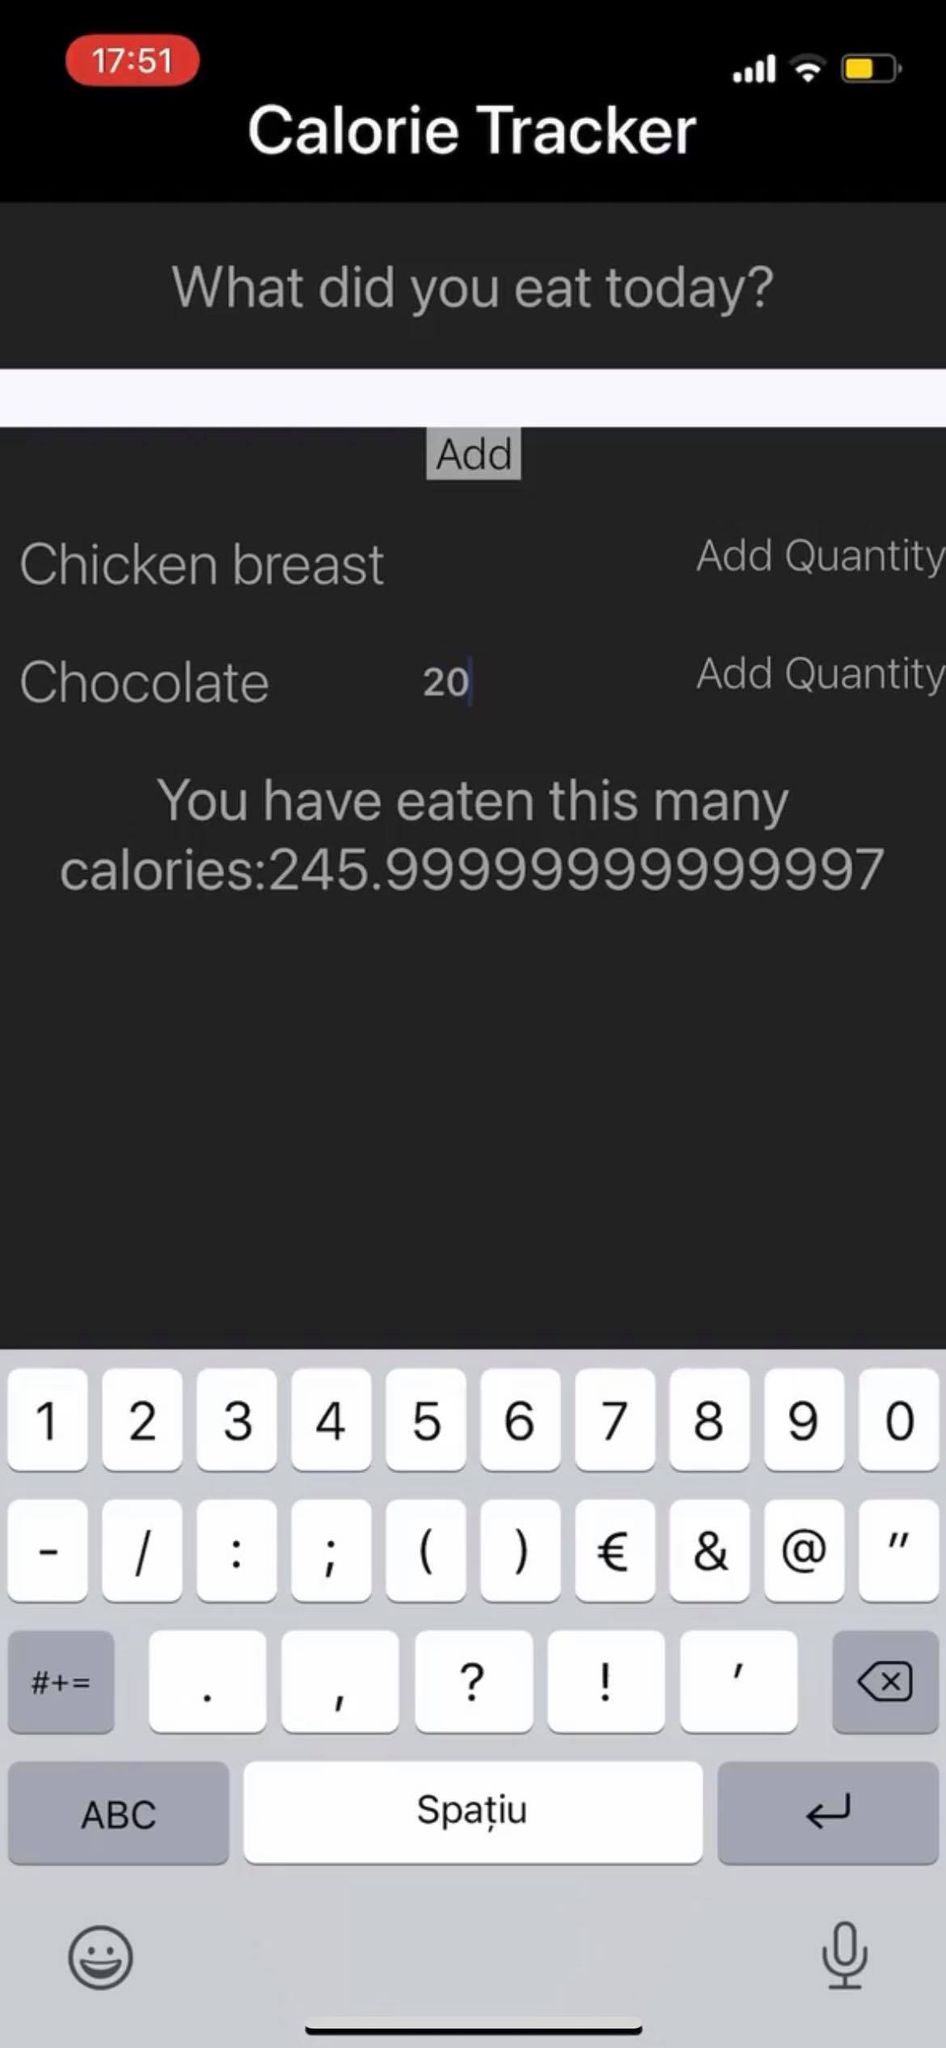 17:51
Calorie Tracker
What did you eat today?
Add
Chicken breast Add Quantity
Chocolate 20 Add Quantity
You have eaten this many
calories:245.99999999999997
1 2 3 4 5 6 7 8 9 0
- / : ; ( ) € & @ "
#+= . , ? ! '
ABC Spațiu